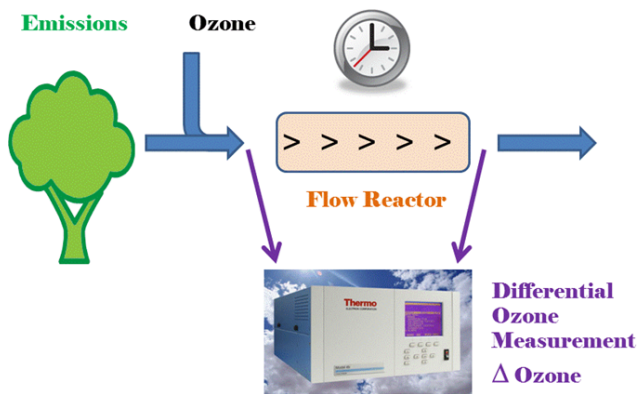 Emissions
Ozone
> > > > >
Flow Reactor
Thermo
Differential
Ozone
Measurement
Δ Ozone